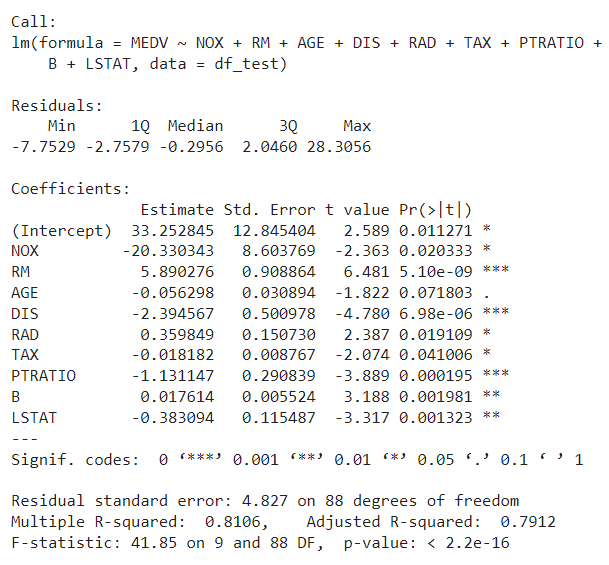 Call:
lm(formula = MEDV ~ NOX + RM + AGE + DIS + RAD + TAX + PTRATIO +
    B + LSTAT, data = df_test)

Residuals:
    Min      1Q  Median      3Q     Max
-7.7529 -2.7579 -0.2956  2.0460 28.3056

Coefficients:
              Estimate Std. Error t value Pr(>|t|)
(Intercept)  33.252845  12.845404   2.589 0.011271 *
NOX         -20.330343   8.603769  -2.363 0.020333 *
RM            5.890276   0.908864   6.481 5.10e-09 ***
AGE          -0.056298   0.030894  -1.822 0.071803 .
DIS          -2.394567   0.500978  -4.780 6.98e-06 ***
RAD           0.359849   0.150730   2.387 0.019109 *
TAX          -0.018182   0.008767  -2.074 0.041006 *
PTRATIO      -1.131147   0.290839  -3.889 0.000195 ***
B             0.017614   0.005524   3.188 0.001981 **
LSTAT        -0.383094   0.115487  -3.317 0.001323 **
---
Signif. codes:  0 ‘***’ 0.001 ‘**’ 0.01 ‘*’ 0.05 ‘.’ 0.1 ‘ ’ 1

Residual standard error: 4.827 on 88 degrees of freedom
Multiple R-squared:  0.8106,    Adjusted R-squared:  0.7912
F-statistic: 41.85 on 9 and 88 DF,  p-value: < 2.2e-16